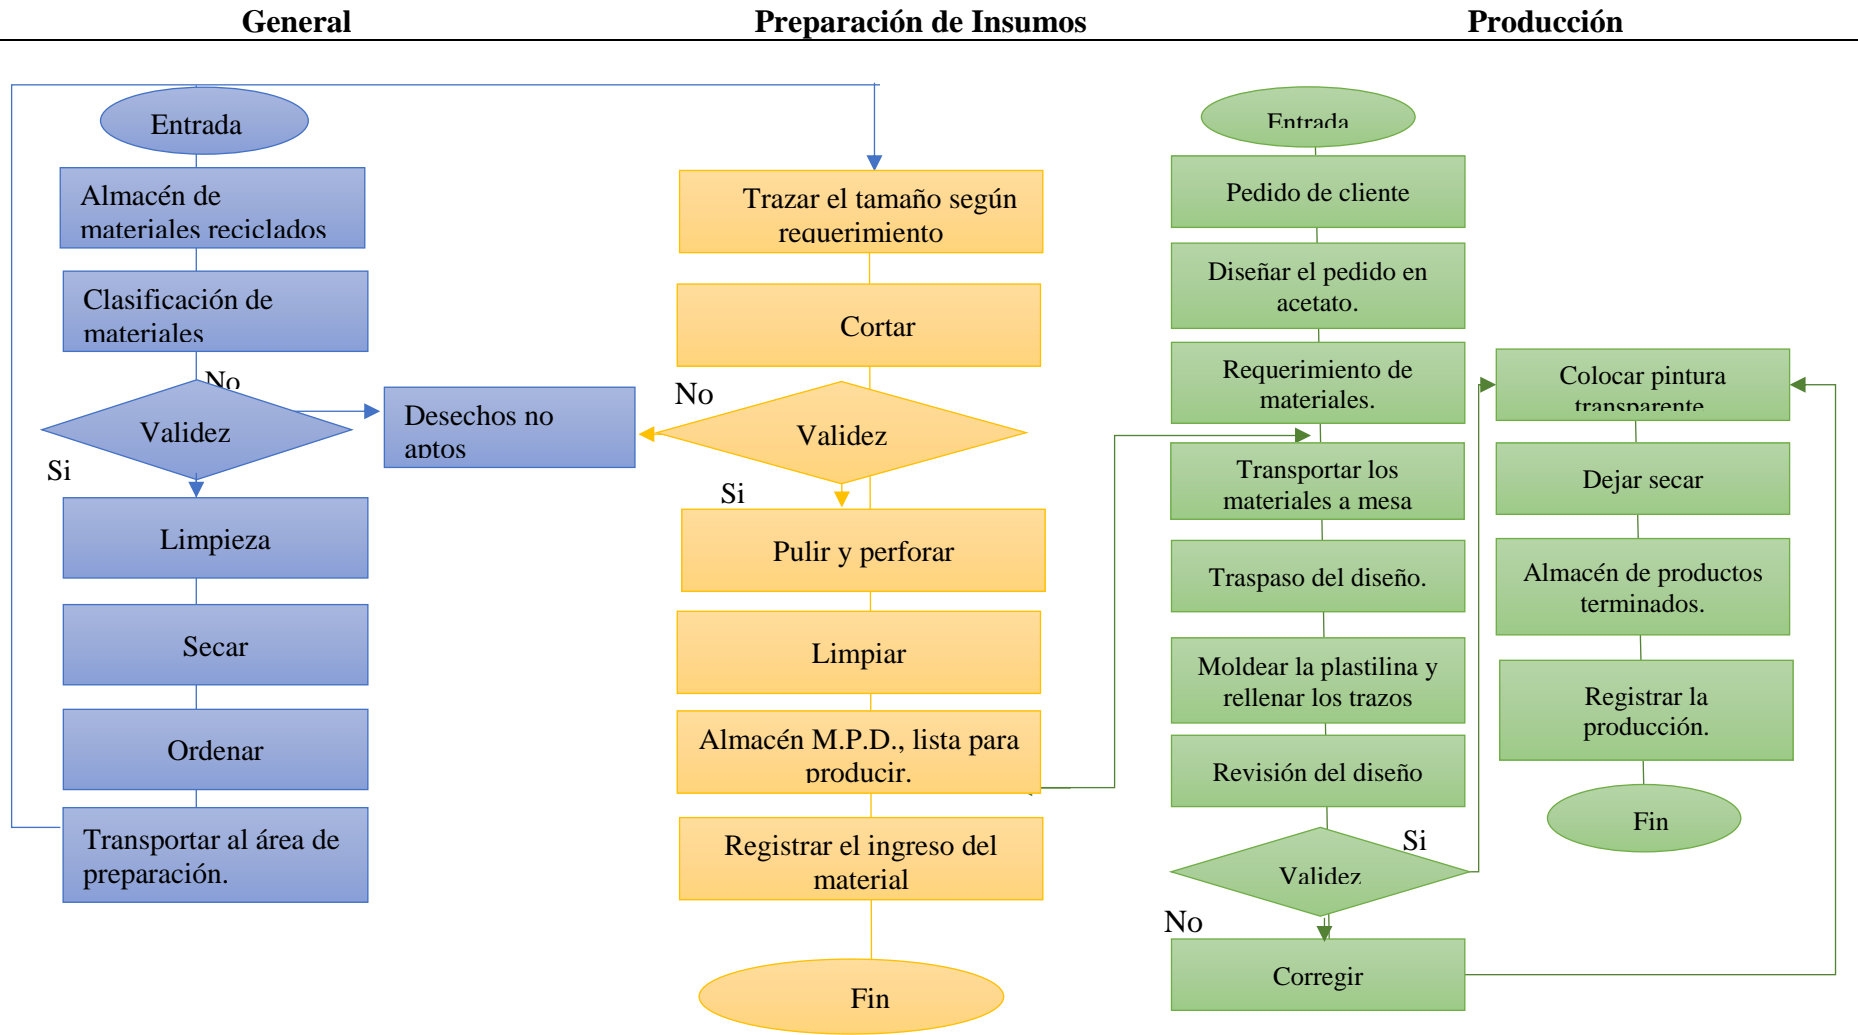 General
Preparación de Insumos
Producción
Entrada
Almacén de
materiales reciclados
Clasificación de
materiales
No
Validez
Si
Desechos no
aptos
Limpieza
Secar
Ordenar
Transportar al área de
preparación.
Trazar el tamaño según
requerimiento
Cortar
No
Validez
Si
Pulir y perforar
Limpiar
Almacén M.P.D., lista para
producir.
Registrar el ingreso del
material
Fin
Entrada
Pedido de cliente
Diseñar el pedido en
acetato.
Requerimiento de
materiales.
Transportar los
materiales a mesa
Traspaso del diseño.
Moldear la plastilina y
rellenar los trazos
Revisión del diseño
Si
Validez
No
Corregir
Colocar pintura
transparente
Dejar secar
Almacén de productos
terminados.
Registrar la
producción.
Fin